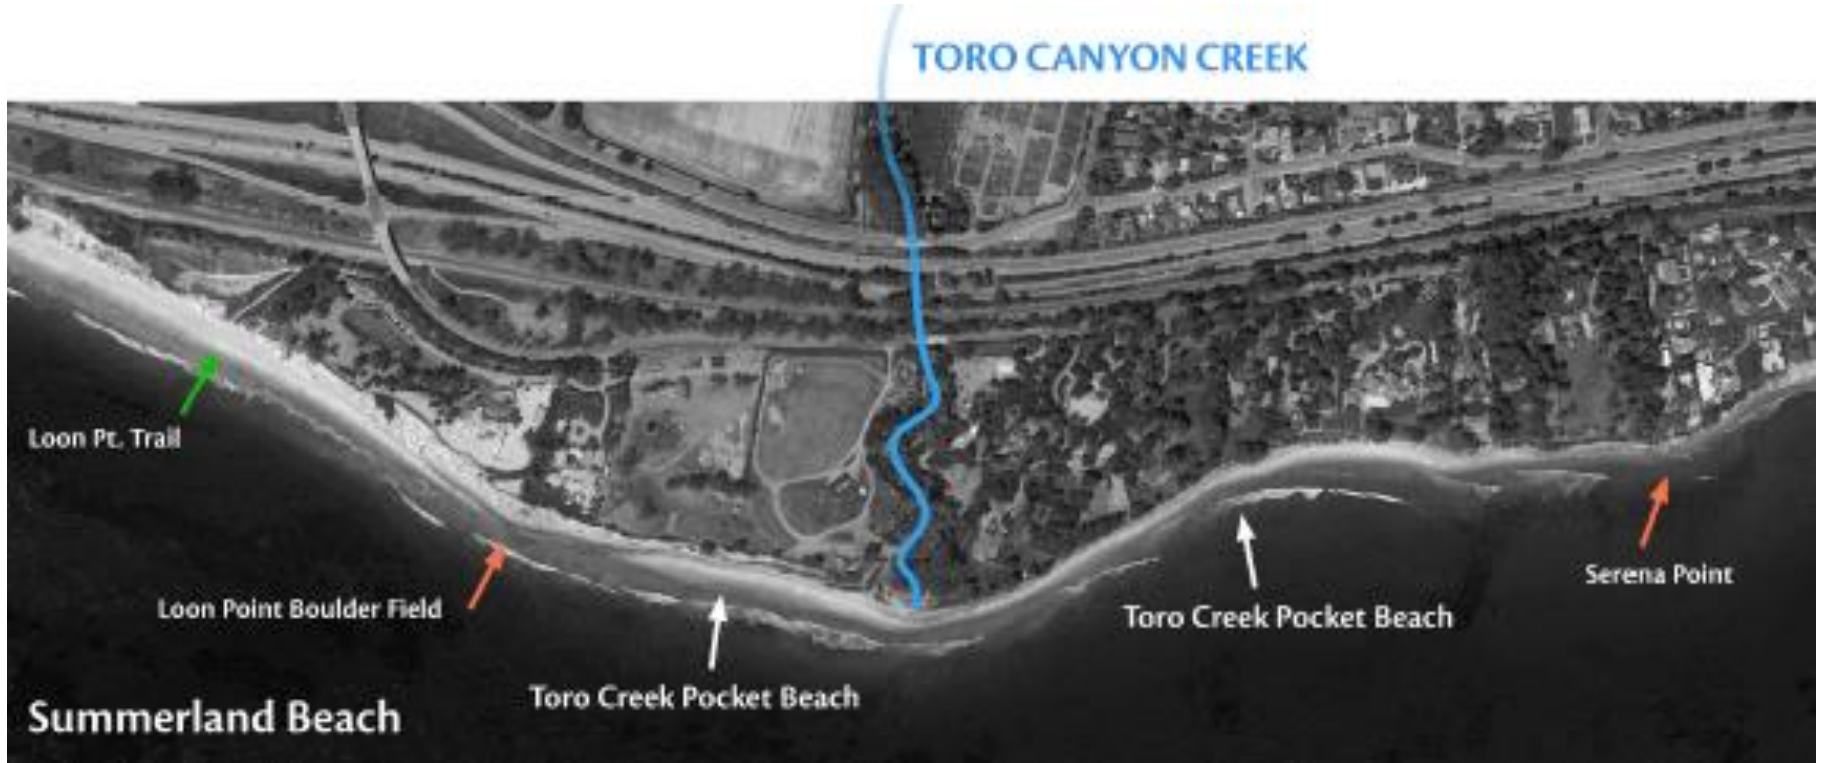 TORO CANYON CREEK
Loon Pt. Trail
Loon Point Boulder Field
Toro Creek Pocket Beach
Toro Creek Pocket Beach
Serena Point
Summerland Beach